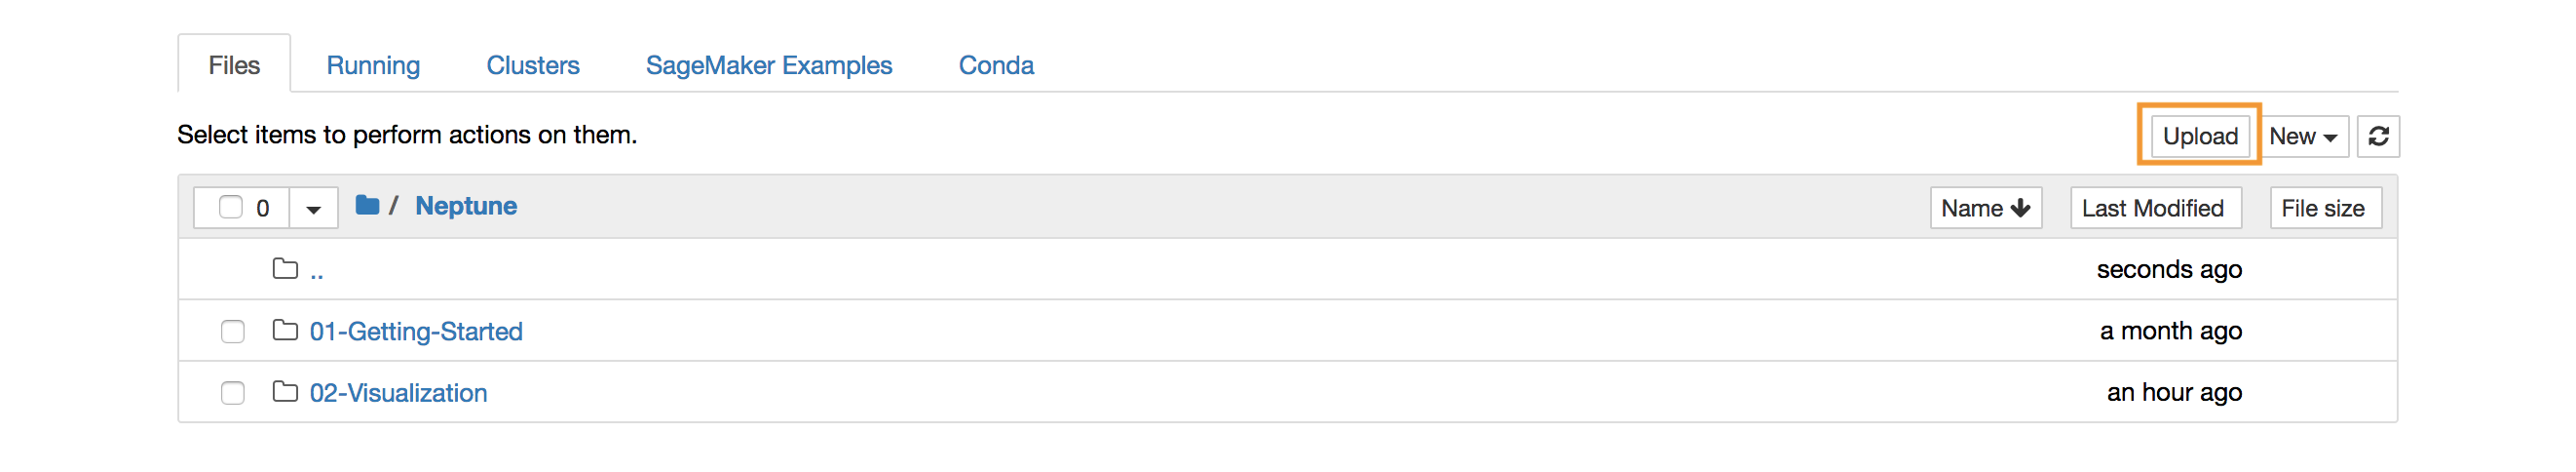 Files Running Clusters SageMaker Examples Conda
Select items to perform actions on them. Upload New
0 / Neptune Name Last Modified File size
.. seconds ago
01-Getting-Started a month ago
02-Visualization an hour ago